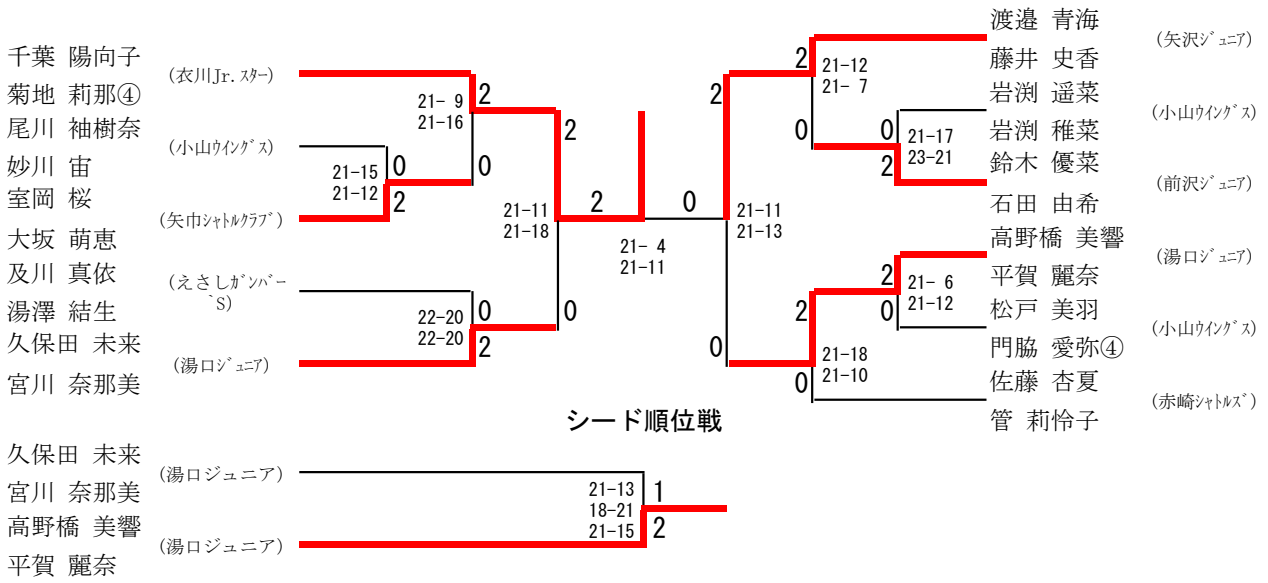 千葉 陽向子
菊地 莉那④
(衣川Jr.スター)
尾川 袖樹奈
妙川 宙
(小山ウイングス)
室岡 桜
大坂 萌恵
(矢巾シャトルクラブ)
及川 真依
湯澤 結生
(えさしガンバー
`S)
久保田 未来
宮川 奈那美
(湯口ジュニア)
21- 9
21-16
2
0
21-15
21-12
0
2
22-20
22-20
0
2
21-11
21-18
2
0
2
0
21- 4
21-11
渡邉 青海
藤井 史香
(矢沢ジュニア)
岩渕 遥菜
岩渕 稚菜
(小山ウイングス)
鈴木 優菜
石田 由希
(前沢ジュニア)
高野橋 美響
平賀 麗奈
(湯口ジュニア)
松戸 美羽
門脇 愛弥④
(小山ウイングス)
佐藤 杏夏
管 莉怜子
(赤崎シャトルズ)
2
0
21-12
21- 7
0
2
21-17
23-21
2
0
21-11
21-13
2
0
21- 6
21-12
2
0
21-18
21-10
シード順位戦
久保田 未来
宮川 奈那美
(湯口ジュニア)
高野橋 美響
平賀 麗奈
(湯口ジュニア)
21-13
18-21
21-15
1
2